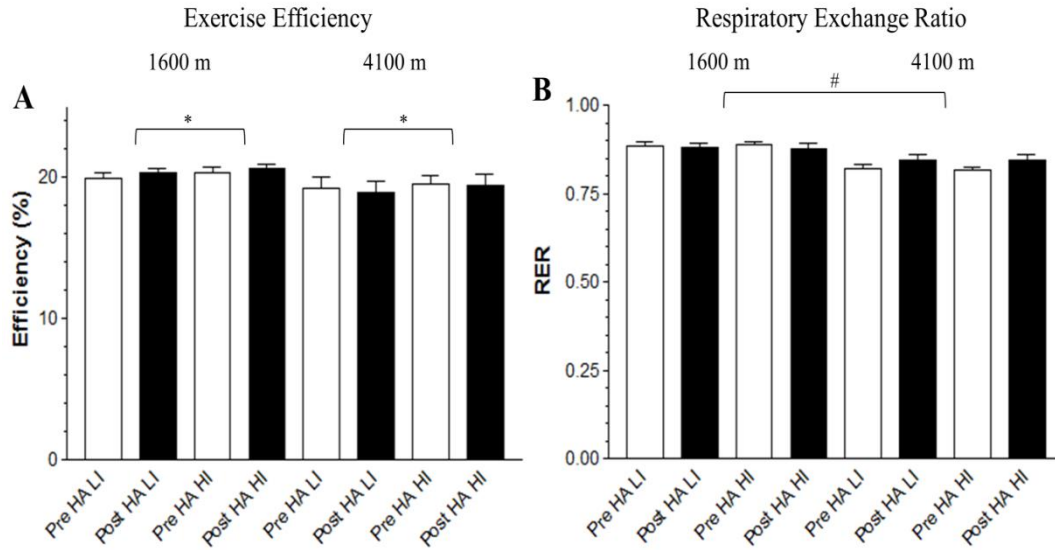 Exercise Efficiency
1600 m 4100 m
A
* *
Efficiency (%)
20
10
0
Pre HA LI
Post HA LI
Pre HA HI
Post HA HI
Pre HA LI
Post HA LI
Pre HA HI
Post HA HI
Respiratory Exchange Ratio
1600 m 4100 m
B
#
RER
1.00
0.75
0.50
0.25
0.00
Pre HA LI
Post HA LI
Pre HA HI
Post HA HI
Pre HA LI
Post HA LI
Pre HA HI
Post HA HI